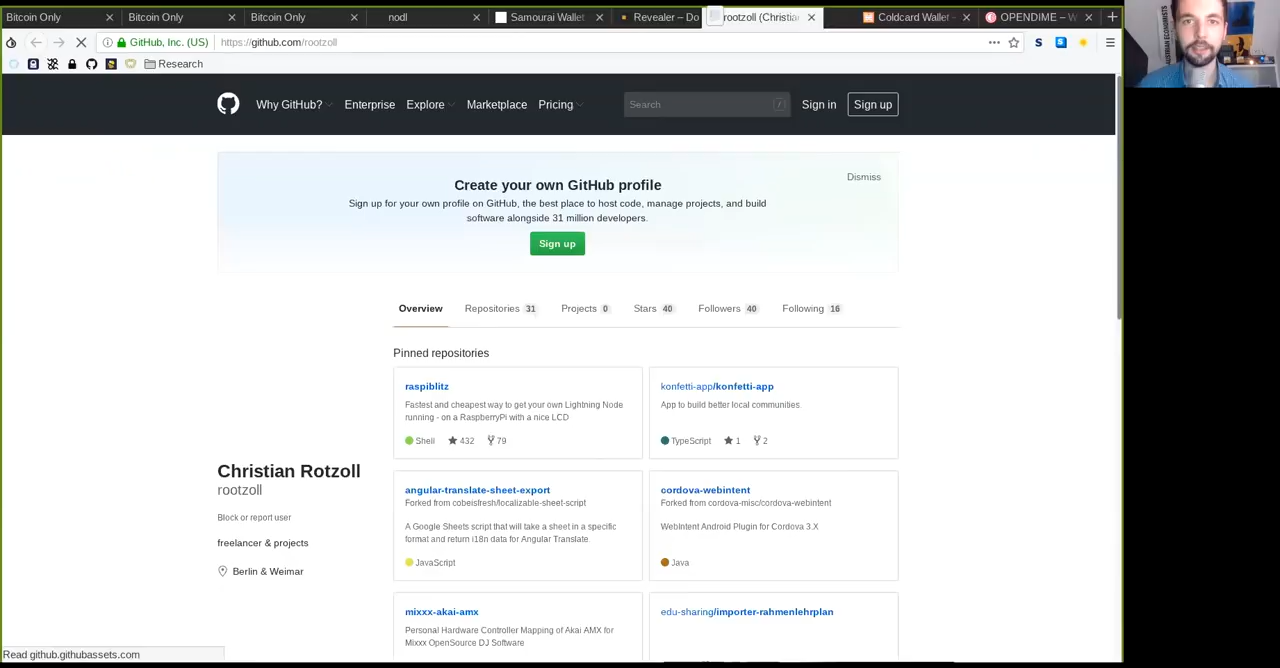 Bitcoin Only
Bitcoin Only
Bitcoin Only
nodl
Samourai Wallet
Revealer – Do
rootzoll (Christia
Coldcard Wallet
OPENDIME – W
GitHub, Inc. (US)
https://github.com/rootzoll
Research
AUSTRIAN ECONOMISTS
Why GitHub?
Enterprise
Explore
Marketplace
Pricing
Search
/
Sign in
Sign up
Create your own GitHub profile
Dismiss
Sign up for your own profile on GitHub, the best place to host code, manage projects, and build
software alongside 31 million developers.
Sign up
Overview
Repositories 31
Projects 0
Stars 40
Followers 40
Following 16
Pinned repositories
raspiblitz
Fastest and cheapest way to get your own Lightning Node
running - on a RaspberryPi with a nice LCD
Shell 432 79
konfetti-app/konfetti-app
App to build better local communities.
TypeScript 1 2
Christian Rotzoll
rootzoll
Block or report user
freelancer & projects
Berlin & Weimar
angular-translate-sheet-export
Forked from cobeisfresh/localizable-sheet-script
A Google Sheets script that will take a sheet in a specific
format and return i18n data for Angular Translate
JavaScript
cordova-webintent
Forked from cordova-misc/cordova-webintent
WebIntent Android Plugin for Cordova 3.X
Java
mixxx-akai-amx
Personal Hardware Controller Mapping of Akai AMX for
Mixxx OpenSource DJ Software
edu-sharing/importer-rahmenlehrplan
Read github.githubassets.com